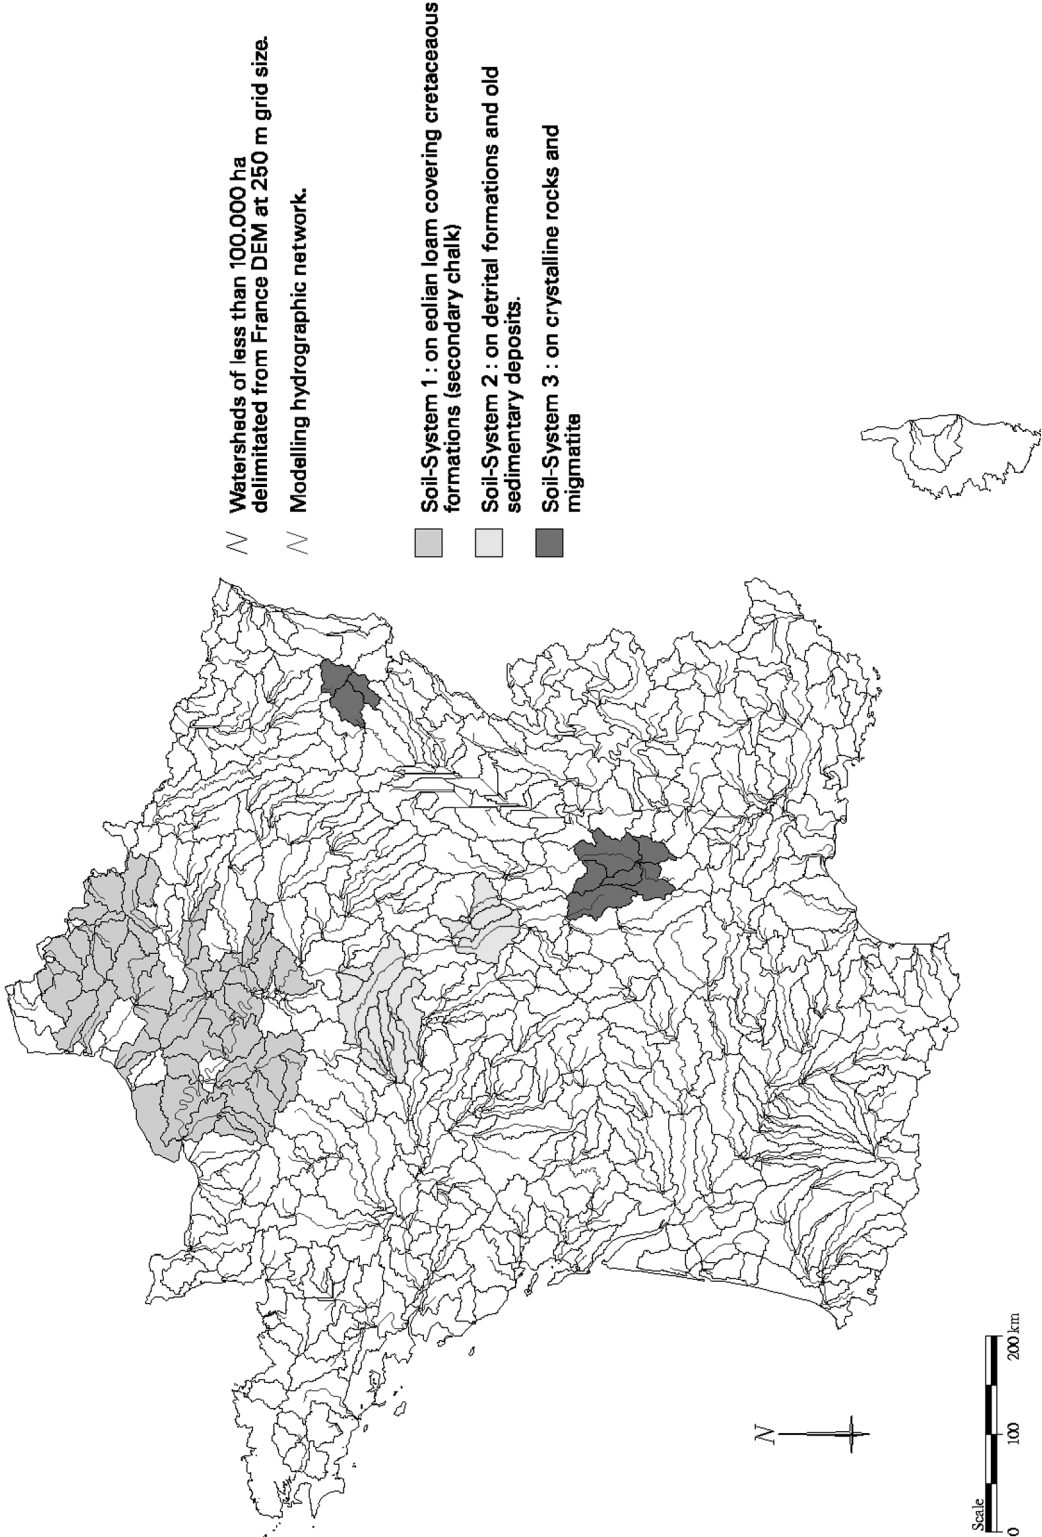 N Watersheds of less than 100.000 ha
delimitated from France DEM at 250 m grid size.
N Modelling hydrographic network.
Soil-System 1 : on eolian loam covering cretaceaous
formations (secondary chalk)
Soil-System 2 : on detrital formations and old
sedimentary deposits.
Soil-System 3 : on crystalline rocks and
migmatite
N
Scale
0 100 200 km